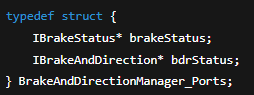 typedef struct {
    IBrakeStatus* brakeStatus;
    IBrakeAndDirection* bdrStatus;
} BrakeAndDirectionManager_Ports;